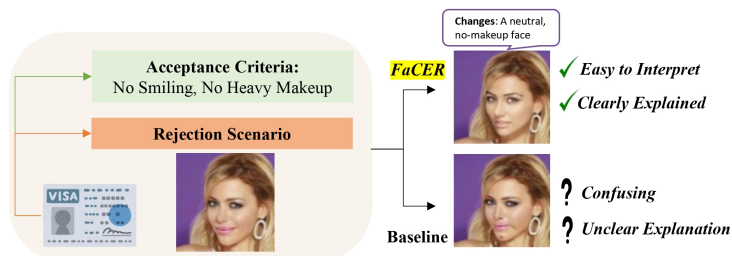 Changes: A neutral,
no-makeup face
Acceptance Criteria:
No Smiling, No Heavy Makeup
FaCER
Easy to Interpret
Clearly Explained
Rejection Scenario
VISA
Confusing
Unclear Explanation
Baseline